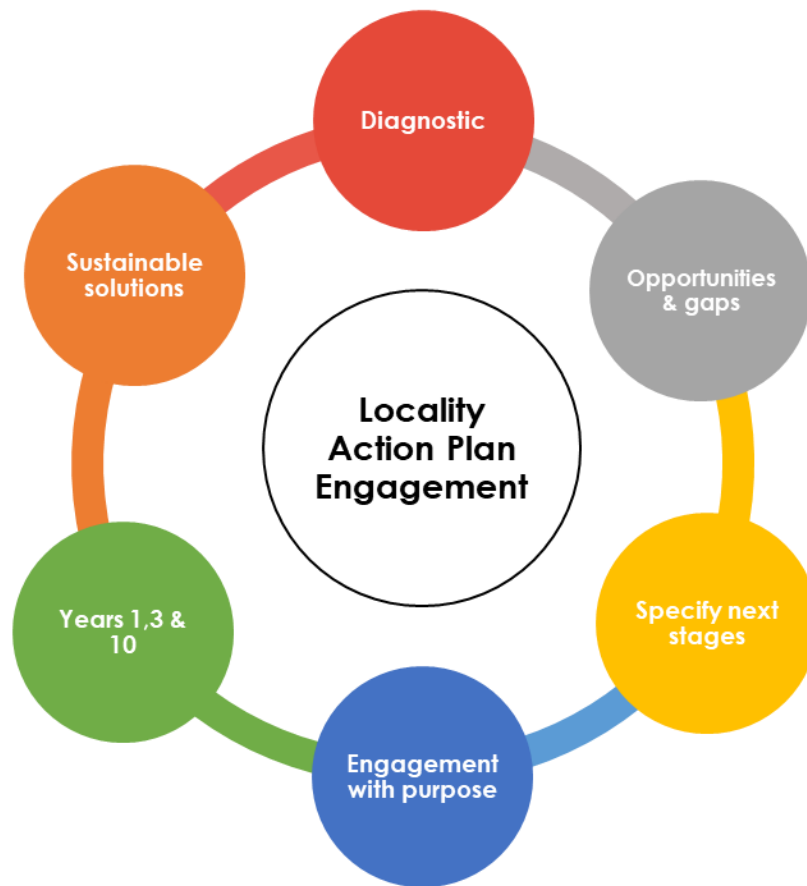 Diagnostic
Opportunities
& gaps
Specify next
stages
Engagement
with purpose
Years 1,3 &
10
Sustainable
solutions
Locality
Action Plan
Engagement